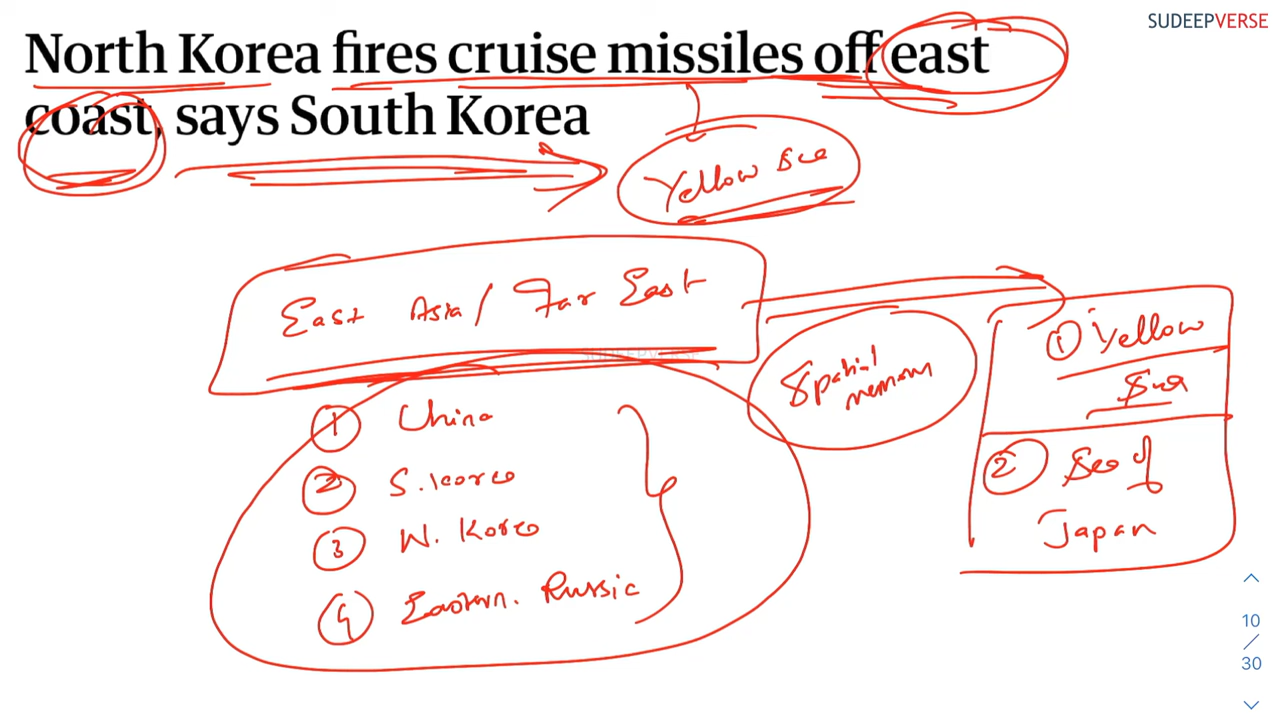 SUDEEPVERSE
North Korea fires cruise missiles off east
coast, says South Korea
Yellow Sea
East Asia / Far East
SUDEEPVERSE
Spatial
memory
① China
② S. Korea
③ N. Korea
④ Eastern. Russia
① Yellow
Sea
② Sea of
Japan
10
/
30